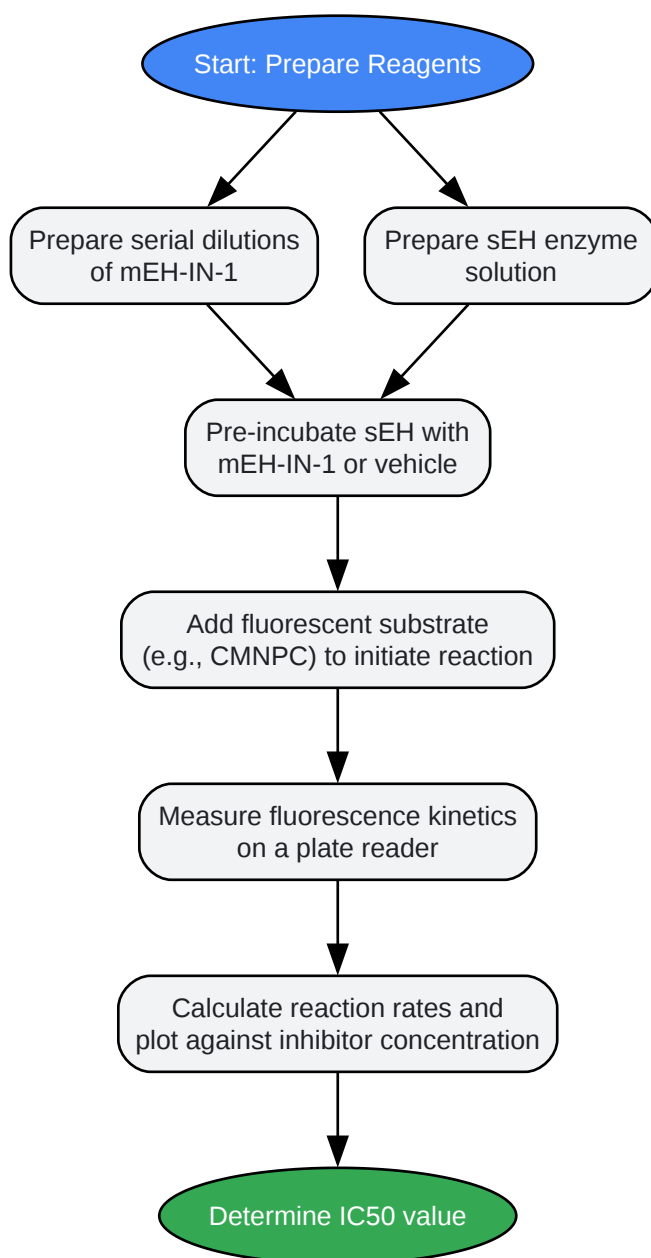 Start: Prepare Reagents
Prepare serial dilutions
of mEH-IN-1
Prepare sEH enzyme
solution
Pre-incubate sEH with
mEH-IN-1 or vehicle
Add fluorescent substrate
(e.g., CMNPC) to initiate reaction
Measure fluorescence kinetics
on a plate reader
Calculate reaction rates and
plot against inhibitor concentration
Determine IC50 value